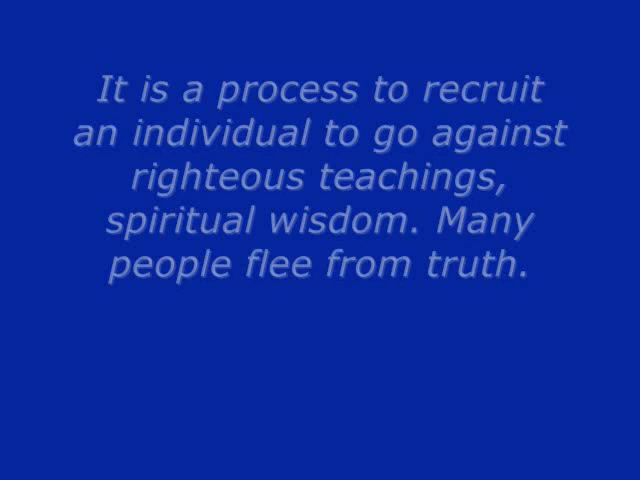 It is a process to recruit
an individual to go against
righteous teachings,
spiritual wisdom. Many
people flee from truth.